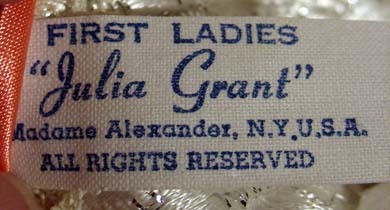 FIRST LADIES
"Julia Grant"
Madame Alexander, N.Y.U.S.A.
ALL RIGHTS RESERVED